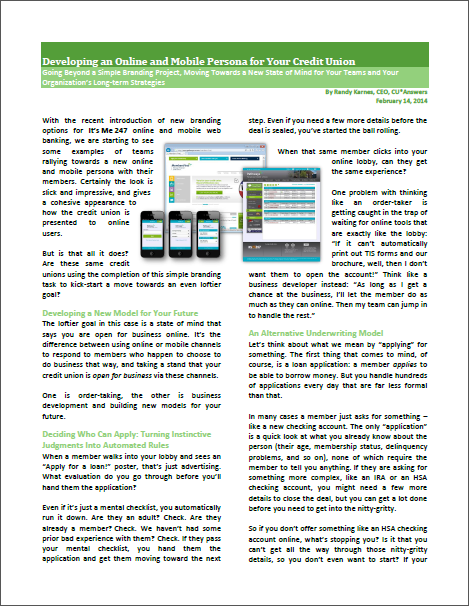 Developing an Online and Mobile Persona for Your Credit Union
Going Beyond a Simple Branding Project, Moving Towards a New State of Mind for Your Teams and Your
Organization's Long-term Strategies
By Randy Karnes, CEO, CU*Answers
February 14, 2014
With the recent introduction of new branding
options for It's Me 247 online and mobile web
banking, we are starting to see
some examples of teams
rallying towards a new online
and mobile persona with their
members. Certainly the look is
slick and impressive, and gives
a cohesive appearance to
how the credit union is
presented to online
users.
But is that all it does?
Are these same credit
unions using the completion of this simple branding
task to kick-start a move towards an even loftier
goal?
Developing a New Model for Your Future
The loftier goal in this case is a state of mind that
says you are open for business online. It's the
difference between using online or mobile channels
to respond to members who happen to choose to
do business that way, and taking a stand that your
credit union is open for business via these channels.
One is order-taking, the other is business
development and building new models for your
future.
Deciding Who Can Apply: Turning Instinctive
Judgments Into Automated Rules
When a member walks into your lobby and sees an
"Apply for a loan!" poster, that's just advertising.
What evaluation do you go through before you'll
hand them the application?
Even if it's just a mental checklist, you automatically
run it down. Are they an adult? Check. Are they
already a member? Check. We haven't had some
prior bad experience with them? Check. If they pass
your mental checklist, you hand them the
application and get them moving toward the next
step. Even if you need a few more details before the
deal is sealed, you've started the ball rolling.
When that same member clicks into your
online lobby, can they get
the same experience?
One problem with thinking
like an order-taker is
getting caught in the trap of
waiting for online tools that
are exactly like the lobby:
"If it can't automatically
print out TIS forms and our
brochure, well, then I don't
want them to open the account!" Think like a
business developer instead: "As long as I get a
chance at the business, I'll let the member do as
much as they can online. Then my team can jump in
to handle the rest."
An Alternative Underwriting Model
Let's think about what we mean by "applying" for
something. The first thing that comes to mind, of
course, is a loan application: a member applies to
be able to borrow money. But you handle hundreds
of applications every day that are far less formal
than that.
In many cases a member just asks for something –
like a new checking account. The only "application"
is a quick look at what you already know about the
person (their age, membership status, delinquency
problems, and so on), none of which require the
member to tell you anything. If they are asking for
something more complex, like an IRA or an HSA
checking account, you might need a few more
details to close the deal, but you can get a lot done
before you need to get into the nitty-gritty.
So if you don't offer something like an HSA checking
account online, what's stopping you? Is it that you
can't get all the way through those nitty-gritty
details, so you don't even want to start? If your